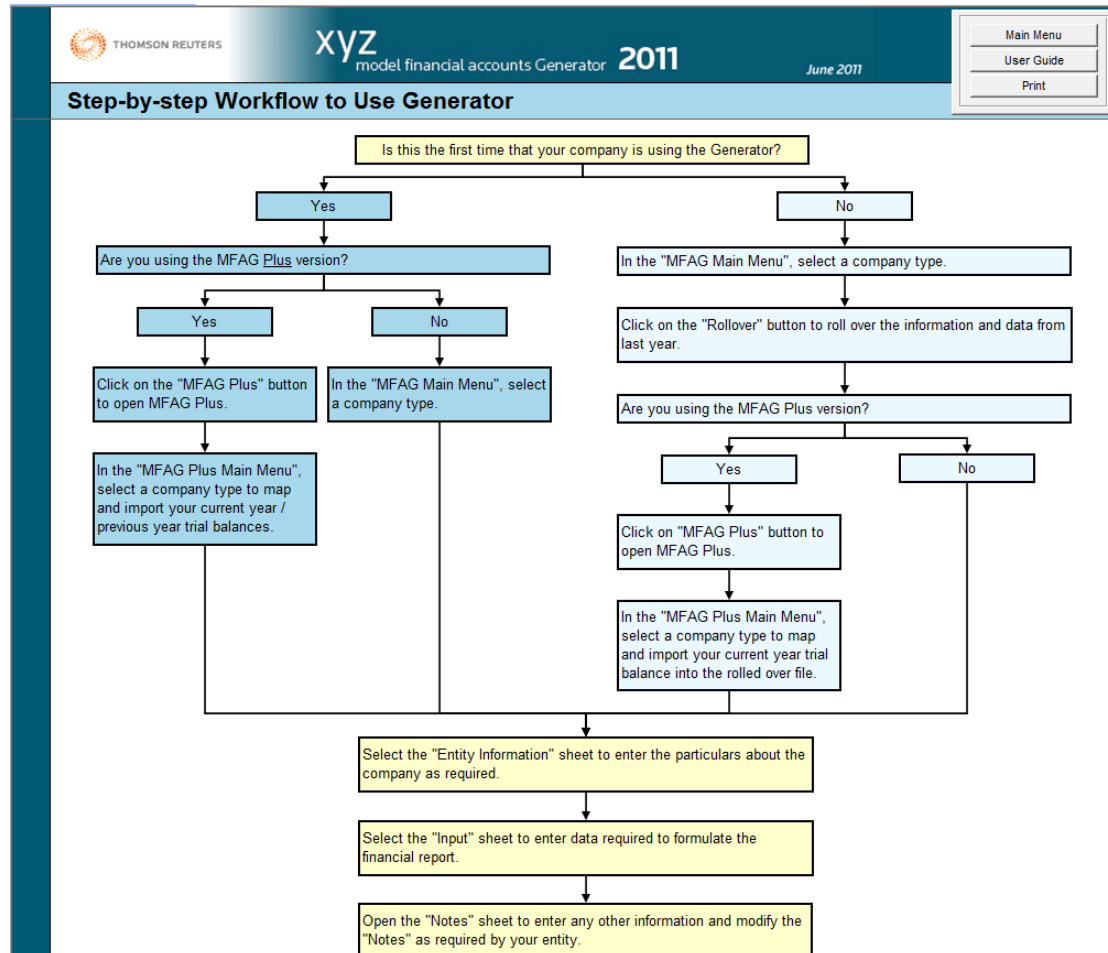 THOMSON REUTERS
xyz
model financial accounts Generator 2011
June 2011
Main Menu
User Guide
Print
Step-by-step Workflow to Use Generator
Is this the first time that your company is using the Generator?
Yes
No
Are you using the MFAG Plus version?
In the "MFAG Main Menu", select a company type.
Yes
No
Click on the "Rollover" button to roll over the information and data from
last year.
Click on the "MFAG Plus" button
to open MFAG Plus.
In the "MFAG Main Menu", select
a company type.
Are you using the MFAG Plus version?
In the "MFAG Plus Main Menu",
select a company type to map
and import your current year /
previous year trial balances.
Yes
No
Click on "MFAG Plus" button to
open MFAG Plus.
In the "MFAG Plus Main Menu",
select a company type to map
and import your current year trial
balance into the rolled over file.
Select the "Entity Information" sheet to enter the particulars about the
company as required.
Select the "Input" sheet to enter data required to formulate the
financial report.
Open the "Notes" sheet to enter any other information and modify the
"Notes" as required by your entity.